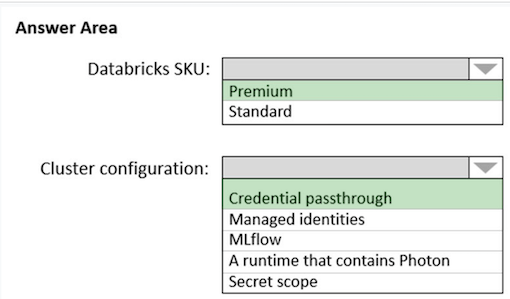 Answer Area
Databricks SKU:
Premium
Standard
Cluster configuration:
Credential passthrough
Managed identities
MLflow
A runtime that contains Photon
Secret scope